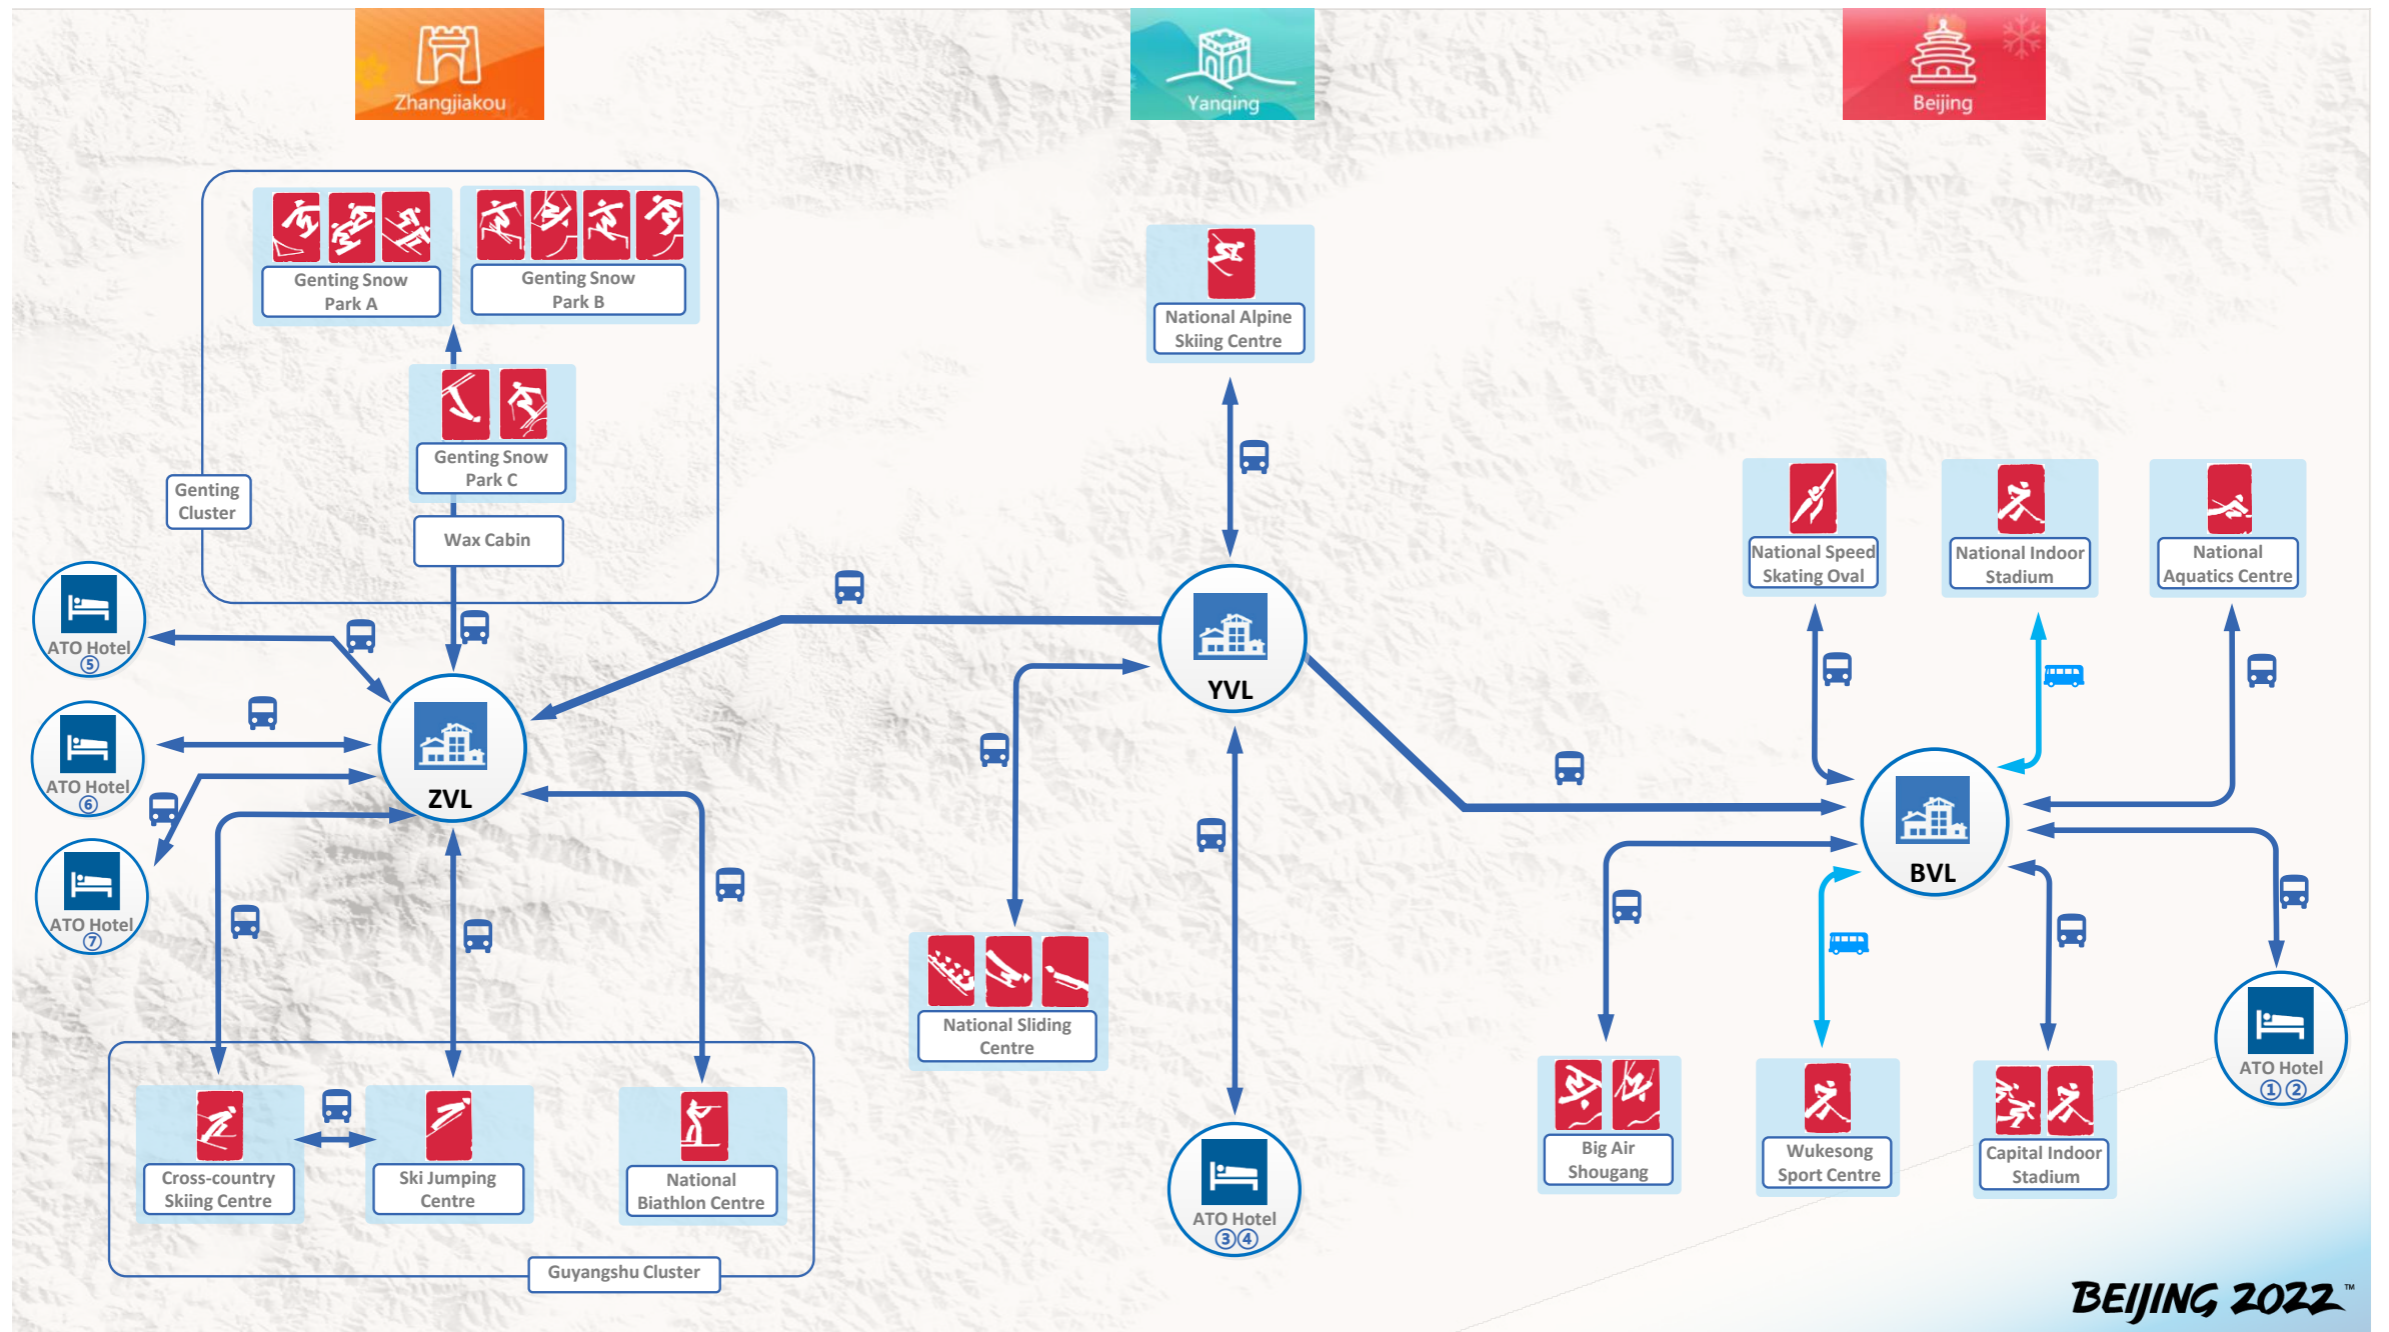 Zhangjiakou
Yanqing
Beijing
Genting Snow
Park A
Genting Snow
Park B
Genting Snow
Park C
Genting
Cluster
Wax Cabin
National Alpine
Skiing Centre
National Speed
Skating Oval
National Indoor
Stadium
National
Aquatics Centre
ATO Hotel
⑤
ATO Hotel
⑥
ATO Hotel
⑦
ZVL
YVL
BVL
National Sliding
Centre
ATO Hotel
③④
ATO Hotel
① ②
Cross-country
Skiing Centre
Ski Jumping
Centre
National
Biathlon Centre
Guyangshu Cluster
Big Air
Shougang
Wukesong
Sport Centre
Capital Indoor
Stadium
BEIJING 2022™